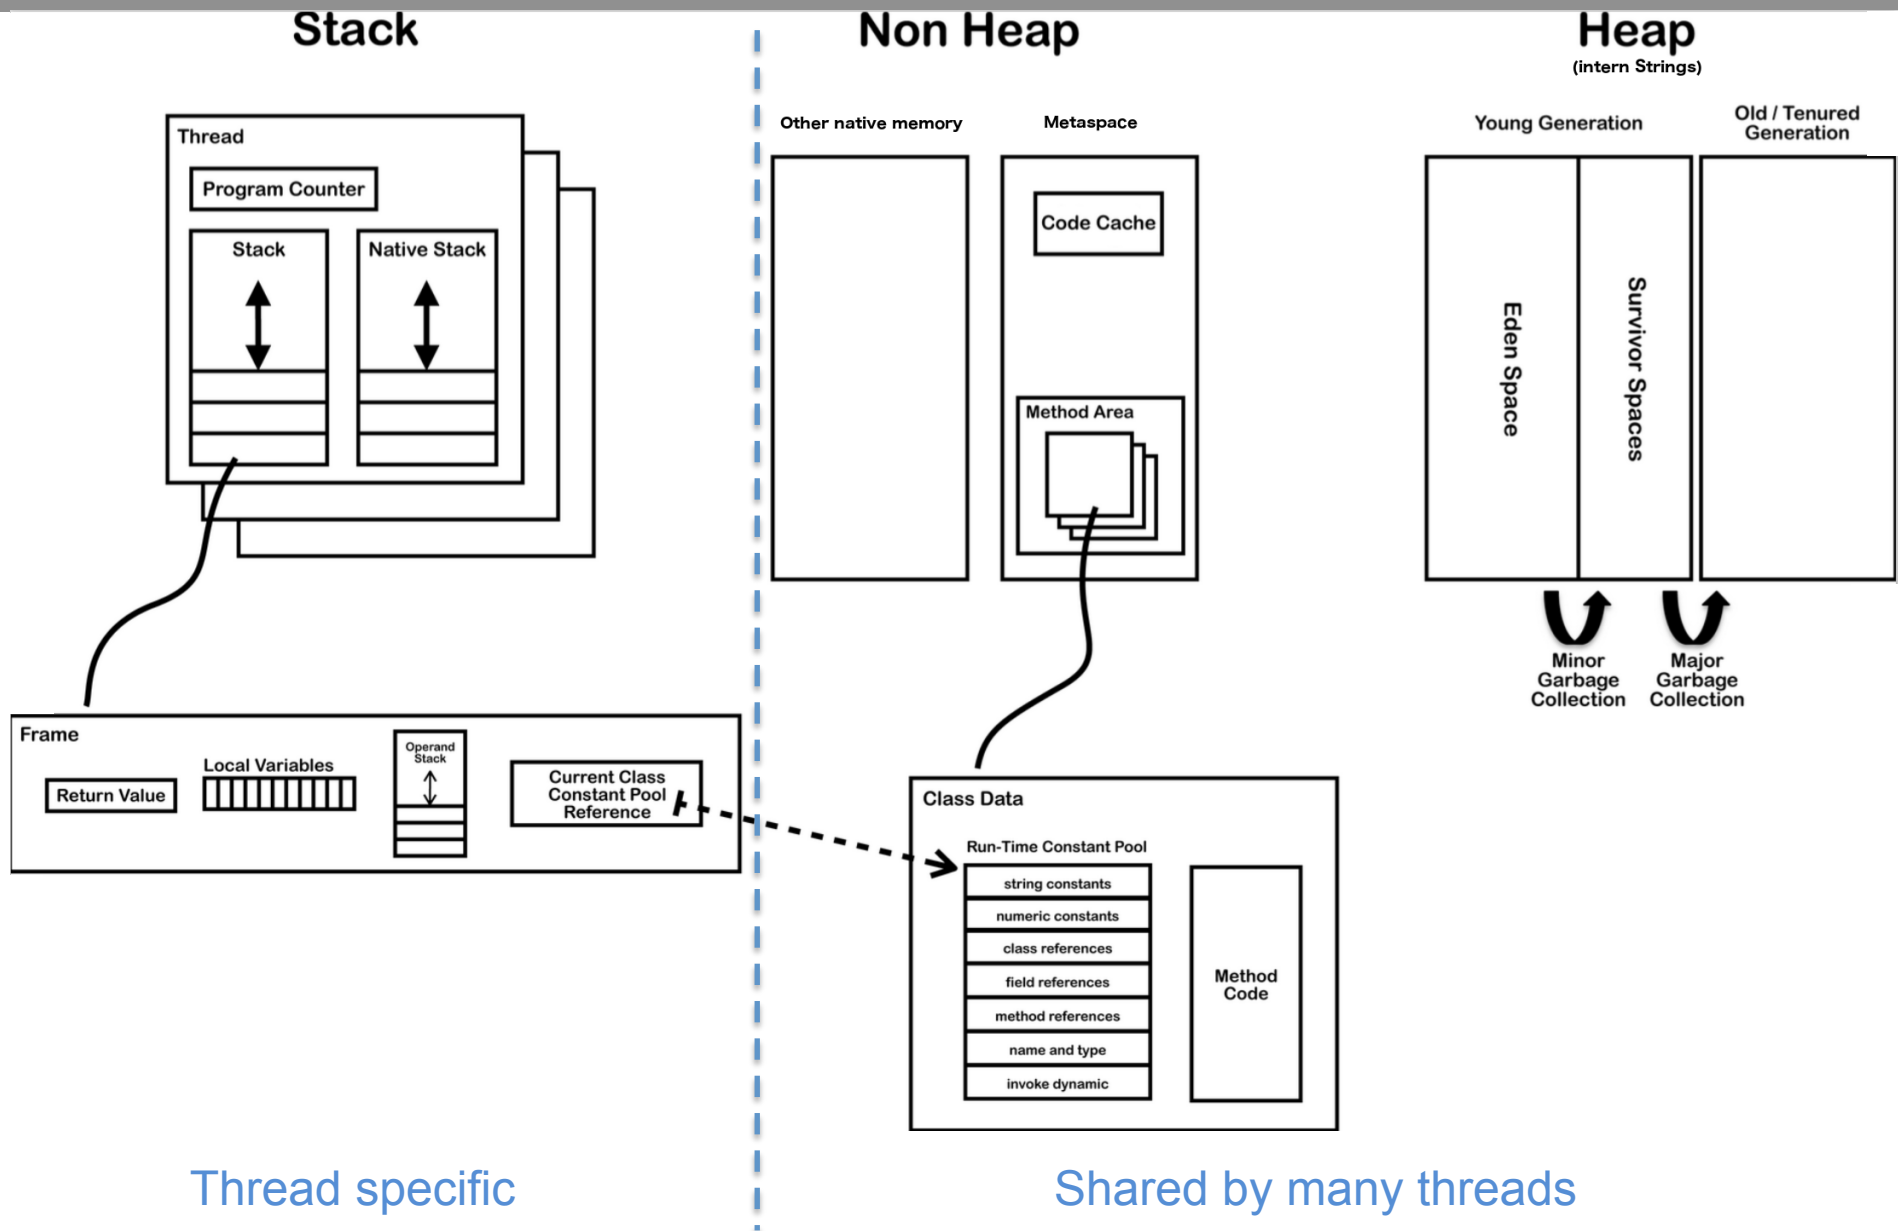 Stack
Non Heap
Heap
(intern Strings)
Thread
Program Counter
Stack
Native Stack
Other native memory
Metaspace
Code Cache
Method Area
Young Generation
Old / Tenured
Generation
Eden Space
Survivor Spaces
Minor
Garbage
Collection
Major
Garbage
Collection
Frame
Return Value
Local Variables
Operand
Stack
Current Class
Constant Pool
Reference
Class Data
Run-Time Constant Pool
string constants
numeric constants
class references
field references
method references
name and type
invoke dynamic
Method
Code
Thread specific
Shared by many threads